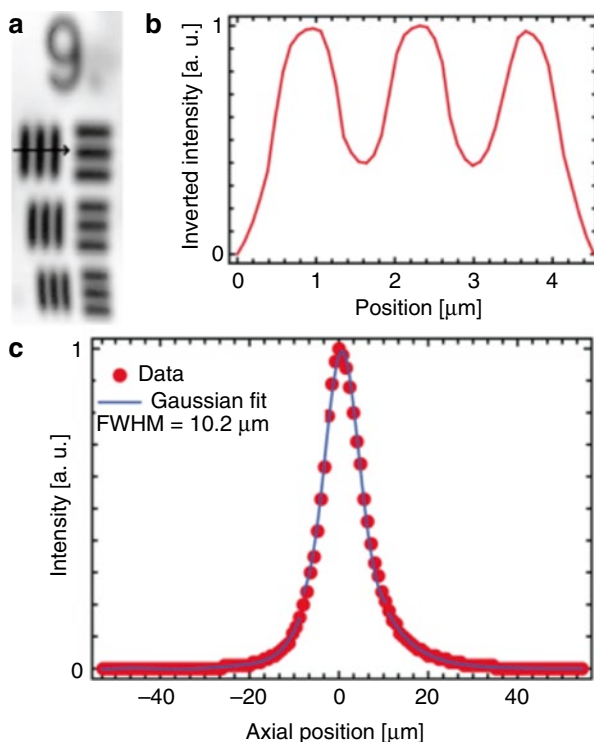 a
9
b
Inverted intensity [a. u.]
1
0
0 1 2 3 4
Position [μm]
c
Intensity [a. u.]
1
0
Data
Gaussian fit
FWHM = 10.2 μm
−40 −20 0 20 40
Axial position [μm]